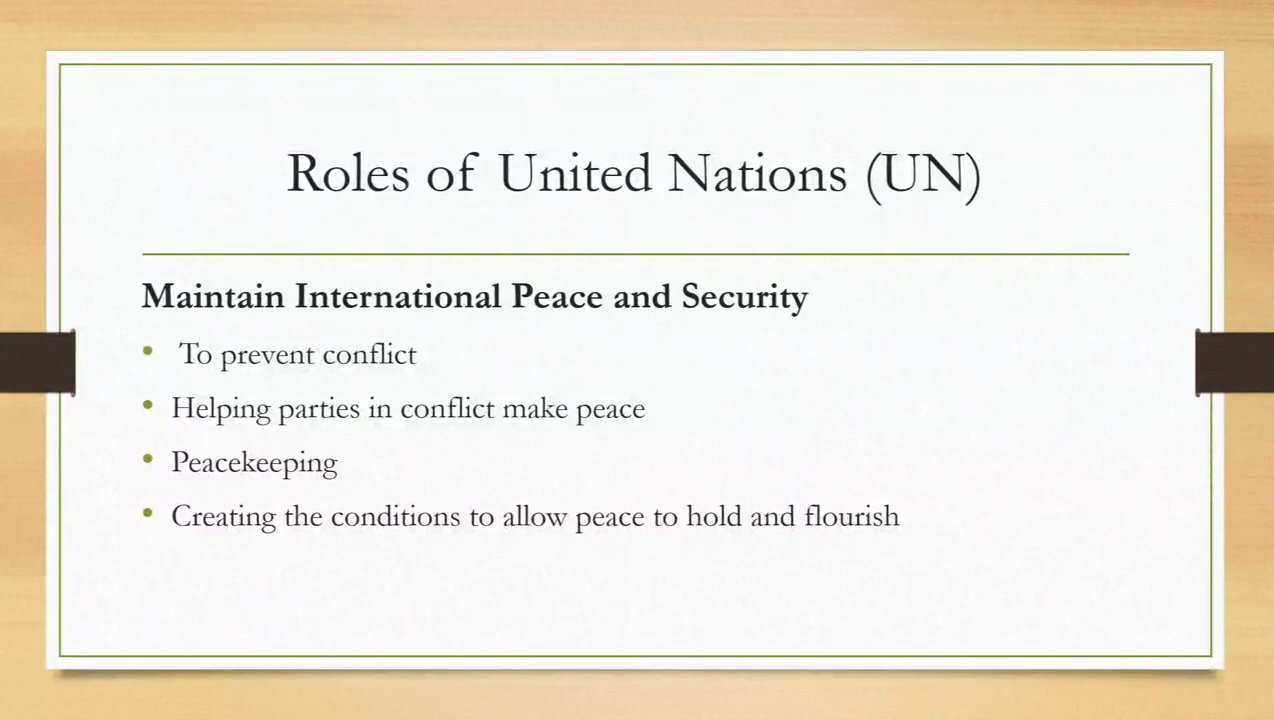 Roles of United Nations (UN)
Maintain International Peace and Security
• To prevent conflict
• Helping parties in conflict make peace
• Peacekeeping
• Creating the conditions to allow peace to hold and flourish